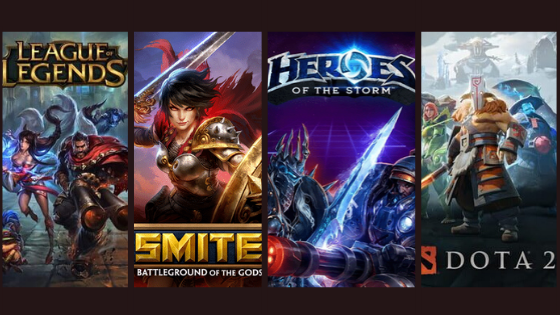 LEAGUE OF
LEGENDS
SMITE
BATTLEGROUND OF THE GODS
HEROES
OF THE STORM
DOTA 2